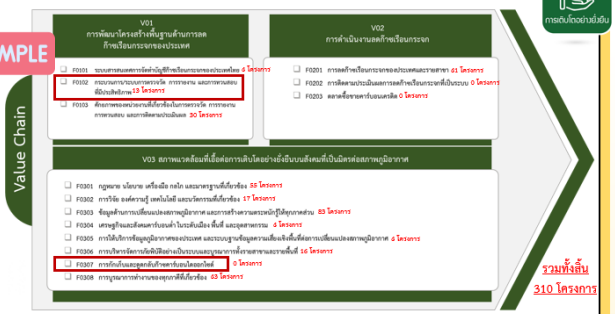 การเติบโตอย่างยั่งยืน
MPLE
Value Chain
V01
การพัฒนาโครงสร้างพื้นฐานด้านการลด
ก๊าซเรือนกระจกของประเทศ
F0101 ระบบสารสนเทศการจัดทำบัญชีก๊าซเรือนกระจกของประเทศไทย 6 โครงการ
F0102 กระบวนการ/ระบบการตรวจวัด การรายงาน และการทวนสอบ
ที่มีประสิทธิภาพ 13 โครงการ
F0103 ศักยภาพของหน่วยงานที่เกี่ยวข้องในการตรวจวัด การรายงาน
การทวนสอบ และการติดตามประเมินผล 30 โครงการ
V02
การดำเนินงานลดก๊าซเรือนกระจก
F0201 การลดก๊าซเรือนกระจกของประเทศและรายสาขา 61 โครงการ
F0202 การติดตามประเมินผลการลดก๊าซเรือนกระจกที่เป็นระบบ 0 โครงการ
F0203 ตลาดซื้อขายคาร์บอนเครดิต 0 โครงการ
V03 สภาพแวดล้อมที่เอื้อต่อการเติบโตอย่างยั่งยืนบนสังคมที่เป็นมิตรต่อสภาพภูมิอากาศ
F0301 กฎหมาย นโยบาย เครื่องมือ กลไก และมาตรฐานที่เกี่ยวข้อง 55 โครงการ
F0302 การวิจัย องค์ความรู้ เทคโนโลยี และนวัตกรรมที่เกี่ยวข้อง 17 โครงการ
F0303 ข้อมูลด้านการเปลี่ยนแปลงสภาพภูมิอากาศ และการสร้างความตระหนักรู้ให้ทุกภาคส่วน 83 โครงการ
F0304 เศรษฐกิจและสังคมคาร์บอนต่ำ ในระดับเมือง พื้นที่ และอุตสาหกรรม 4 โครงการ
F0305 การให้บริการข้อมูลภูมิอากาศของประเทศ และระบบฐานข้อมูลความเสี่ยงเชิงพื้นที่ต่อการเปลี่ยนแปลงสภาพภูมิอากาศ 6 โครงการ
F0306 การบริหารจัดการภัยพิบัติอย่างเป็นระบบและบูรณาการทั้งรายสาขาและรายพื้นที่ 16 โครงการ
F0307 การกักเก็บและดูดกลับก๊าซคาร์บอนไดออกไซด์ 0 โครงการ
F0308 การบูรณาการทำงานของทุกภาคีที่เกี่ยวข้อง 43 โครงการ
รวมทั้งสิ้น
310 โครงการ